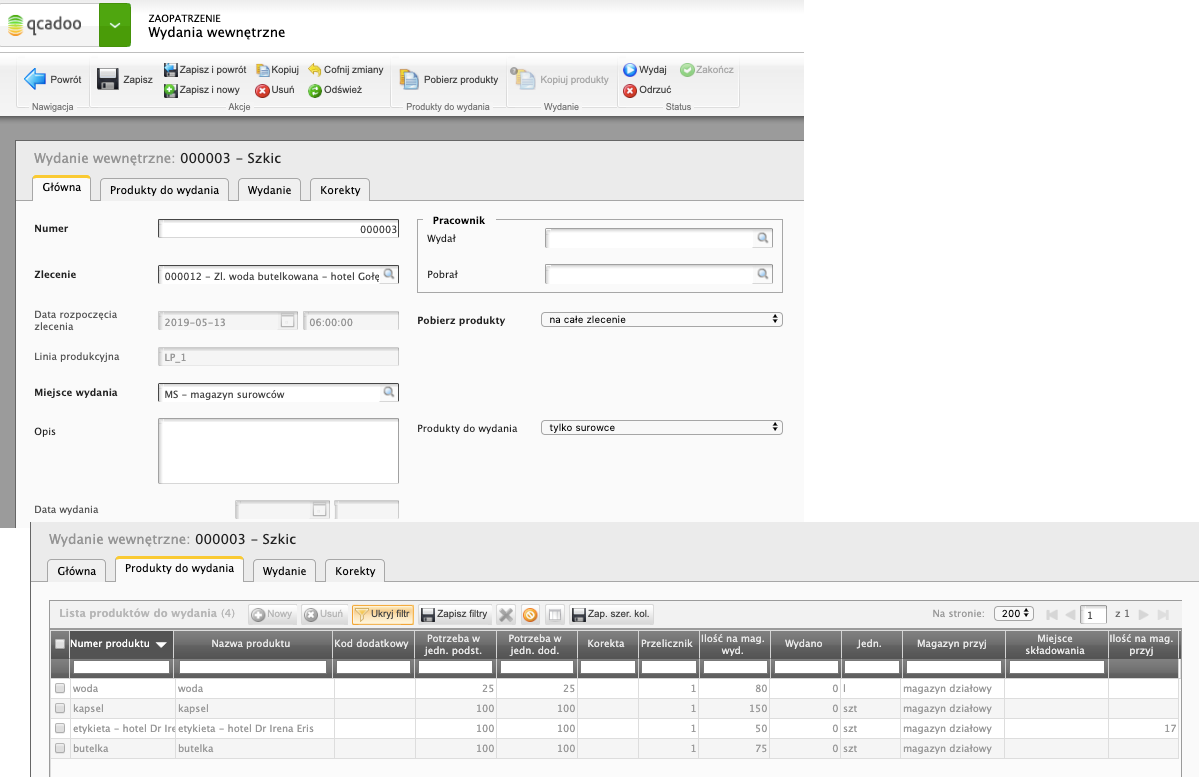 qcadoo
ZAOPATRZENIE
Wydania wewnętrzne
Powrót
Nawigacja
Zapisz
Zapisz i powrót
Kopiuj
Cofnij zmiany
Zapisz i nowy
Usuń
Odśwież
Akcje
Pobierz produkty
Produkty do wydania
Kopiuj produkty
Wydanie
Wydaj
Zakończ
Odrzuć
Status
Wydanie wewnętrzne: 000003 – Szkic
Główna Produkty do wydania Wydanie Korekty
Numer 000003
Zlecenie 000012 – Zl. woda butelkowana – hotel Gołę
Data rozpoczęcia
zlecenia
2019-05-13 06:00:00
Linia produkcyjna LP_1
Miejsce wydania MS – magazyn surowców
Opis
Data wydania
Pracownik
Wydał
Pobrał
Pobierz produkty na całe zlecenie
Produkty do wydania tylko surowce
Wydanie wewnętrzne: 000003 – Szkic
Główna Produkty do wydania Wydanie Korekty
Lista produktów do wydania (4) Nowy Usuń Ukryj filtr Zapisz filtry Zap. szer. kol. Na stronie: 200 1 z 1
Numer produktu Nazwa produktu Kod dodatkowy Potrzeba w jedn. podst. Potrzeba w jedn. dod. Korekta Przelicznik Ilość na mag. wyd. Wydano Jedn. Magazyn przyj Miejsce składowania Ilość na mag. przyj
woda woda 25 25 1 80 0 l magazyn działowy
kapsel kapsel 100 100 1 150 0 szt magazyn działowy
etykieta – hotel Dr Ire etykieta – hotel Dr Irena Eris 100 100 1 50 0 szt magazyn działowy 17
butelka butelka 100 100 1 75 0 szt magazyn działowy